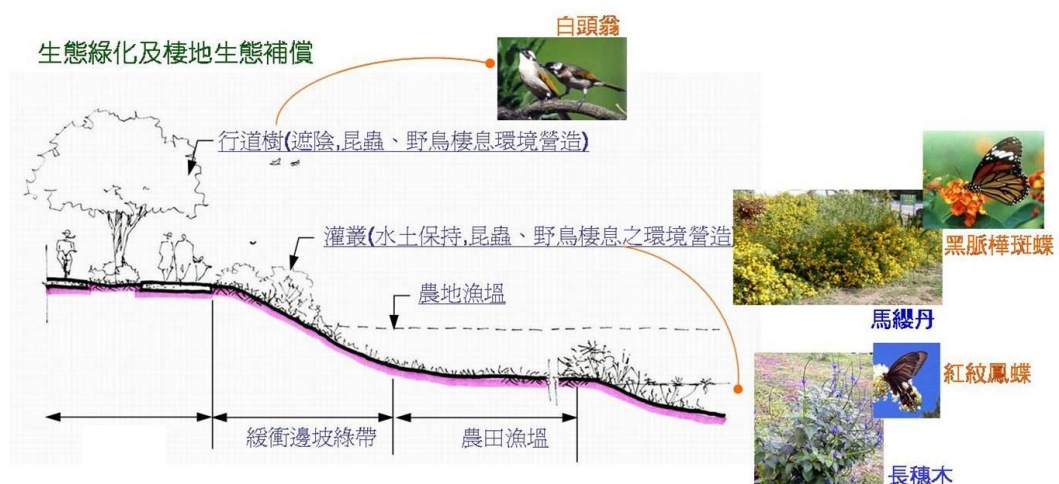 白頭翁
生態綠化及棲地生態補償
行道樹(遮陰,昆蟲、野鳥棲息環境營造)
灌叢(水土保持,昆蟲、野鳥棲息之環境營造)
黑脈樺斑蝶
農地漁塭
馬纓丹
紅紋鳳蝶
緩衝邊坡綠帶
農田漁塭
長穗木